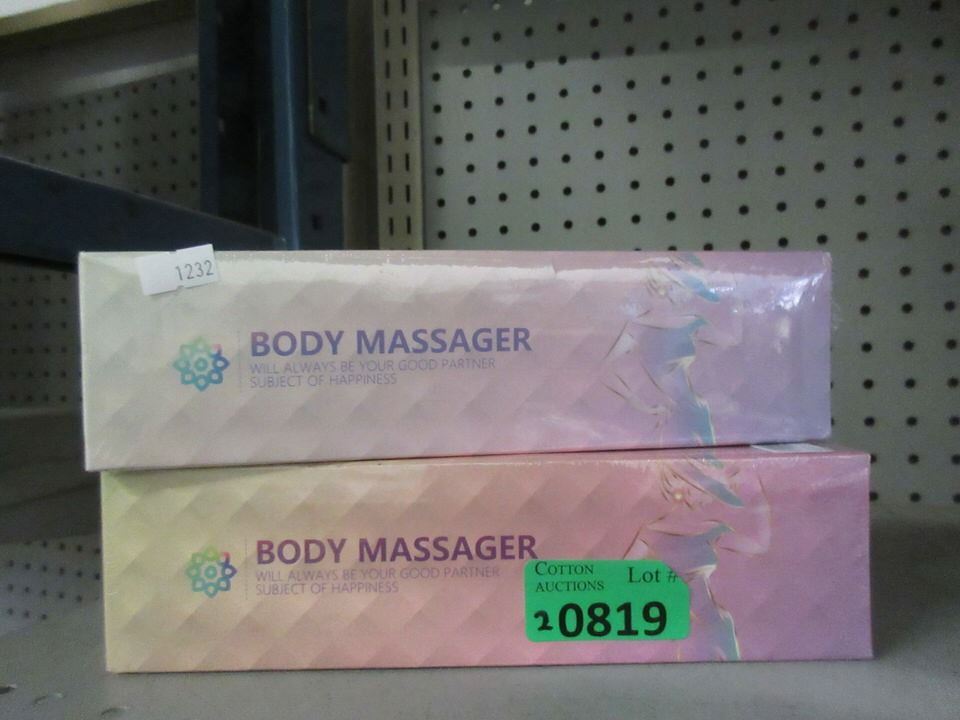 1232
BODY MASSAGER
WILL ALWAYS BE YOUR GOOD PARTNER
SUBJECT OF HAPPINESS
BODY MASSAGER
WILL ALWAYS BE YOUR GOOD PARTNER
SUBJECT OF HAPPINESS
COTTON AUCTIONS Lot #
20819